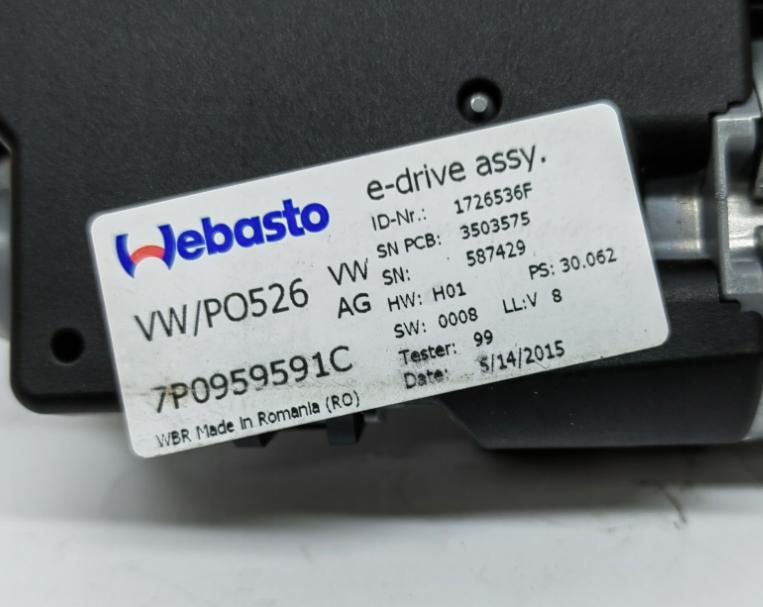 Webasto
e-drive assy.
VW/PO526 VW AG
7P0959591C
WBR Made in Romania (RO)
ID-Nr.: 1726536F
SN PCB: 3503575
SN: 587429
HW: H01 PS: 30.062
SW: 0008 LL:V 8
Tester: 99
Date: 5/14/2015